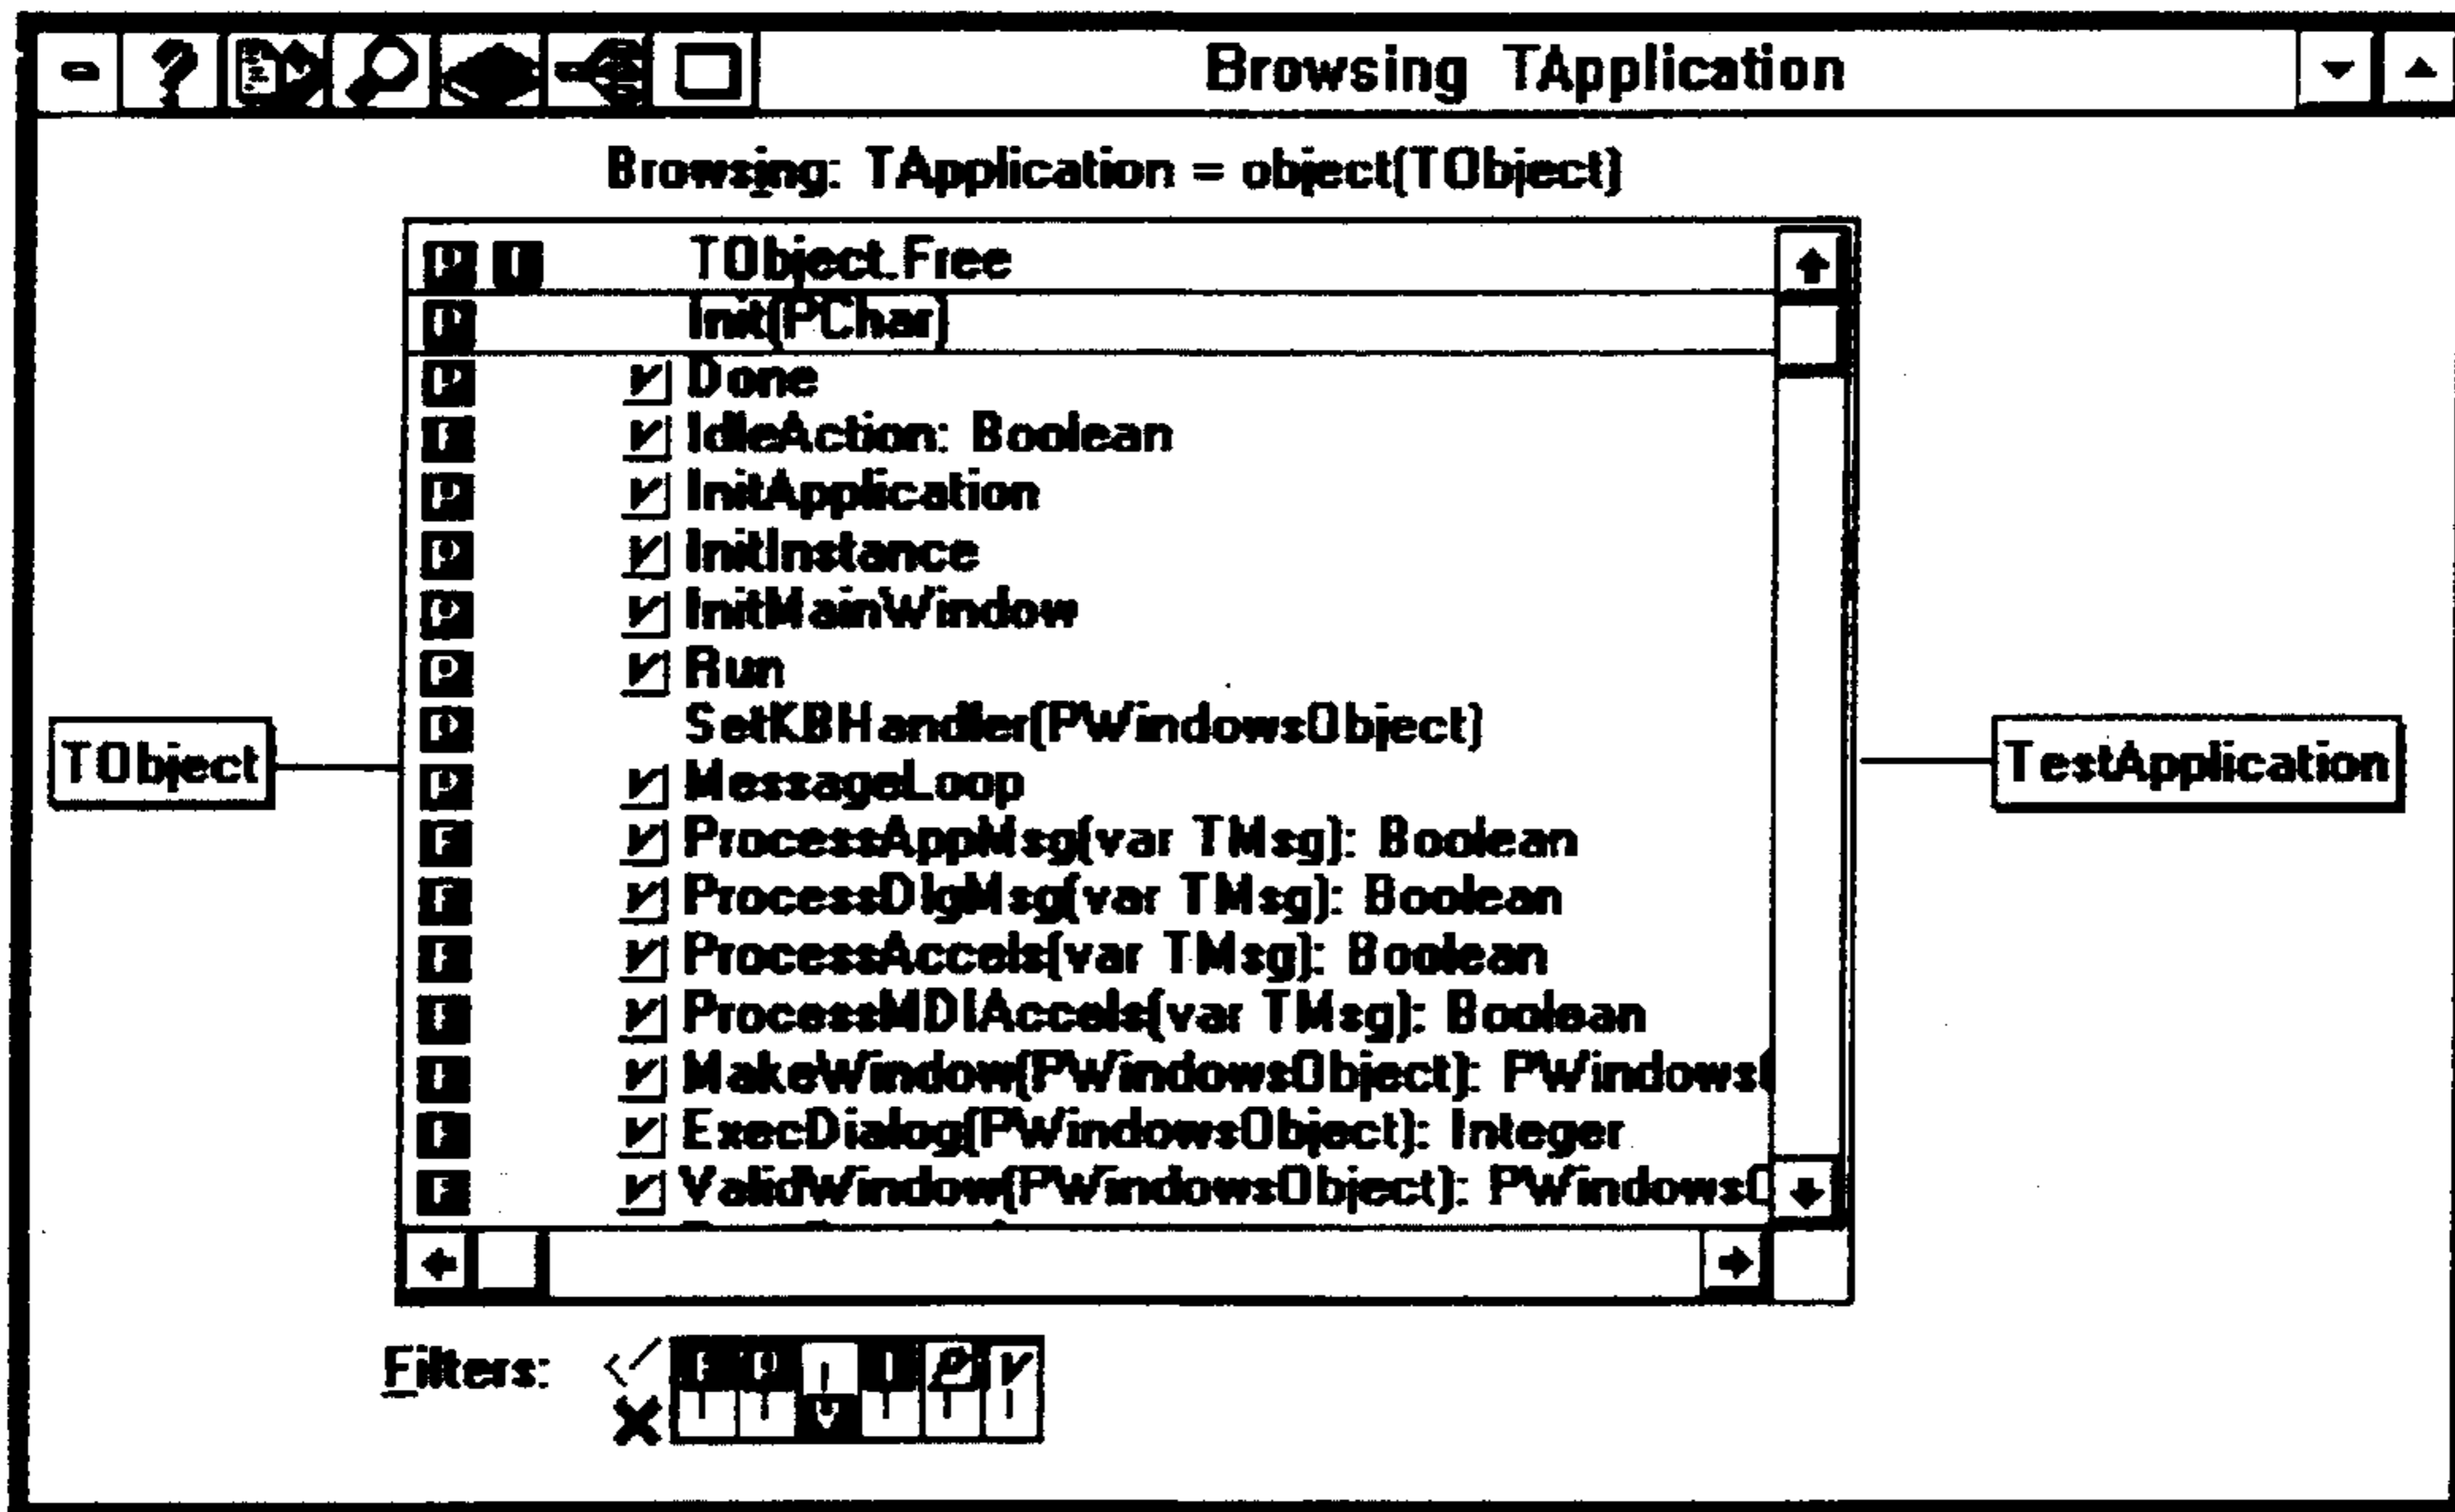 Browsing TApplication
Browsing: TApplication = object(TObject)
TObject.Free
P Init(PChar)
P Done
F IdleAction: Boolean
P InitApplication
P InitInstance
P InitMainWindow
P Run
P SetKBHandler(PWindowsObject)
P MessageLoop
F ProcessAppMsg(var TMsg): Boolean
F ProcessDlgMsg(var TMsg): Boolean
F ProcessAccels(var TMsg): Boolean
F ProcessMDIAccels(var TMsg): Boolean
F MakeWindow(PWindowsObject): PWindows
F ExecDialog(PWindowsObject): Integer
F ValidWindow(PWindowsObject): PWindowsO
TObject
TestApplication
Filters: